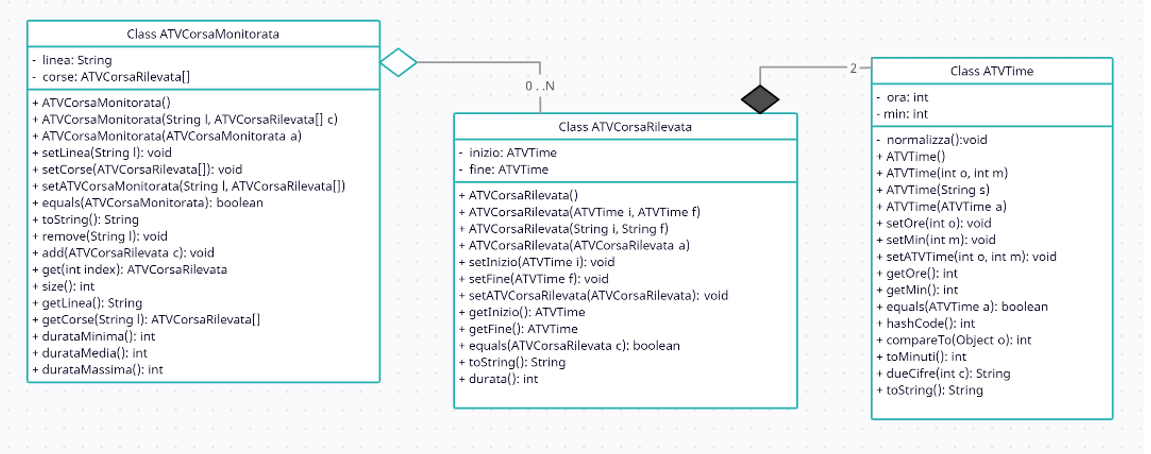 Class ATVCorsaMonitorata
- linea: String
- corse: ATVCorsaRilevata[]
+ ATVCorsaMonitorata()
+ ATVCorsaMonitorata(String l, ATVCorsaRilevata[] c)
+ ATVCorsaMonitorata(ATVCorsaMonitorata a)
+ setLinea(String l): void
+ setCorse(ATVCorsaRilevata[]): void
+ setATVCorsaMonitorata(String l, ATVCorsaRilevata[])
+ equals(ATVCorsaMonitorata): boolean
+ toString(): String
+ remove(String l): void
+ add(ATVCorsaRilevata c): void
+ get(int index): ATVCorsaRilevata
+ size(): int
+ getLinea(): String
+ getCorse(String l): ATVCorsaRilevata[]
+ durataMinima(): int
+ durataMedia(): int
+ durataMassima(): int
0 . .N
Class ATVCorsaRilevata
- inizio: ATVTime
- fine: ATVTime
+ ATVCorsaRilevata()
+ ATVCorsaRilevata(ATVTime i, ATVTime f)
+ ATVCorsaRilevata(String i, String f)
+ ATVCorsaRilevata(ATVCorsaRilevata a)
+ setInizio(ATVTime i): void
+ setFine(ATVTime f): void
+ setATVCorsaRilevata(ATVCorsaRilevata): void
+ getInizio(): ATVTime
+ getFine(): ATVTime
+ equals(ATVCorsaRilevata c): boolean
+ toString(): String
+ durata(): int
2
Class ATVTime
- ora: int
- min: int
- normalizza():void
+ ATVTime()
+ ATVTime(int o, int m)
+ ATVTime(String s)
+ ATVTime(ATVTime a)
+ setOre(int o): void
+ setMin(int m): void
+ setATVTime(int o, int m): void
+ getOre(): int
+ getMin(): int
+ equals(ATVTime a): boolean
+ hashCode(): int
+ compareTo(Object o): int
+ toMinuti(): int
+ dueCifre(int c): String
+ toString(): String